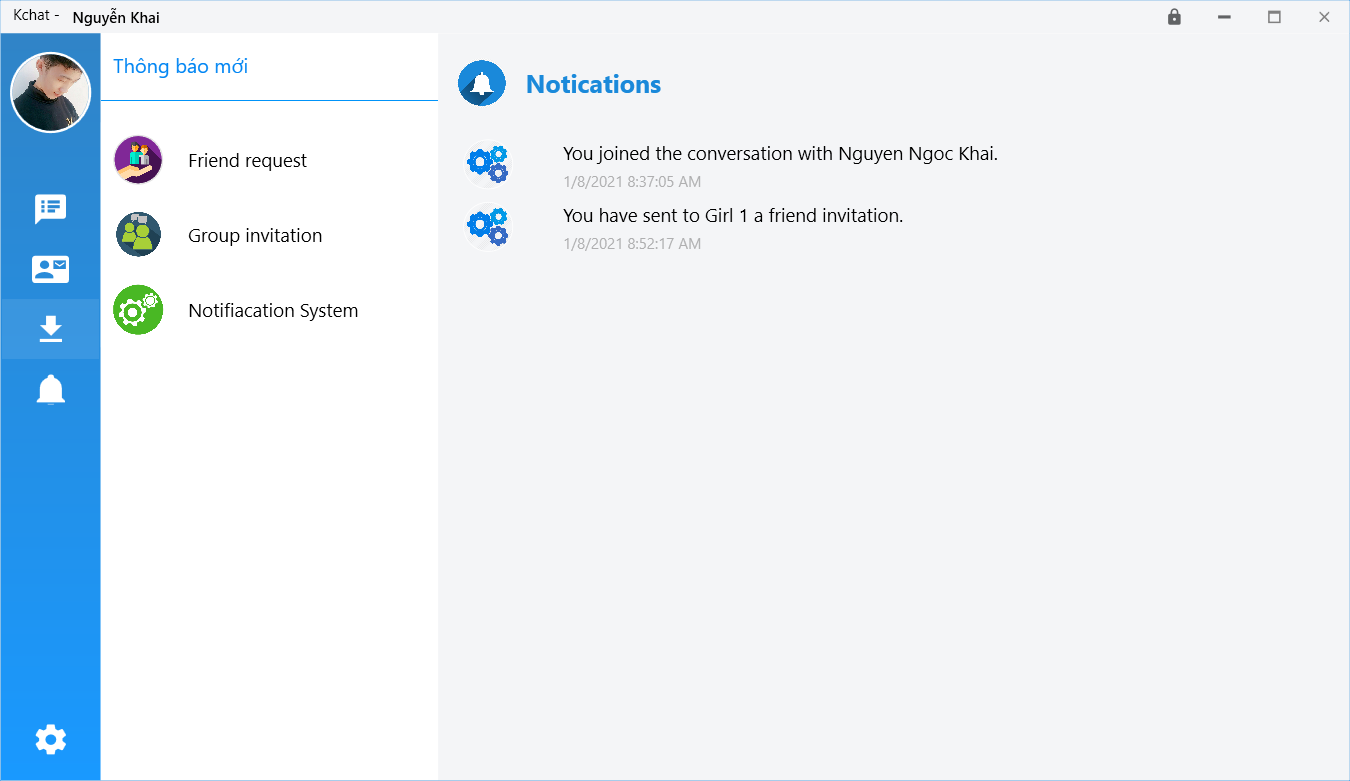 Kchat - Nguyễn Khai
Thông báo mới
Friend request
Group invitation
Notifiacation System
Notications
You joined the conversation with Nguyen Ngoc Khai.
1/8/2021 8:37:05 AM
You have sent to Girl 1 a friend invitation.
1/8/2021 8:52:17 AM